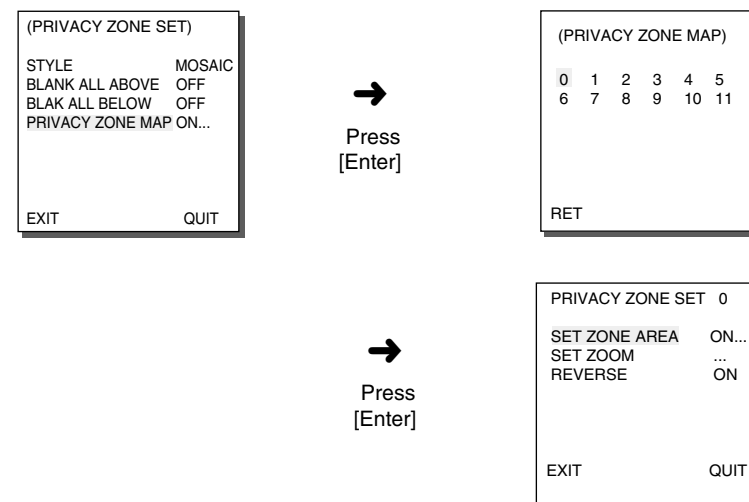 (PRIVACY ZONE SET)
STYLE MOSAIC
BLANK ALL ABOVE OFF
BLAK ALL BELOW OFF
PRIVACY ZONE MAP ON...
EXIT QUIT
Press
[Enter]
(PRIVACY ZONE MAP)
0 1 2 3 4 5
6 7 8 9 10 11
RET
Press
[Enter]
PRIVACY ZONE SET 0
SET ZONE AREA ON...
SET ZOOM ...
REVERSE ON
EXIT QUIT